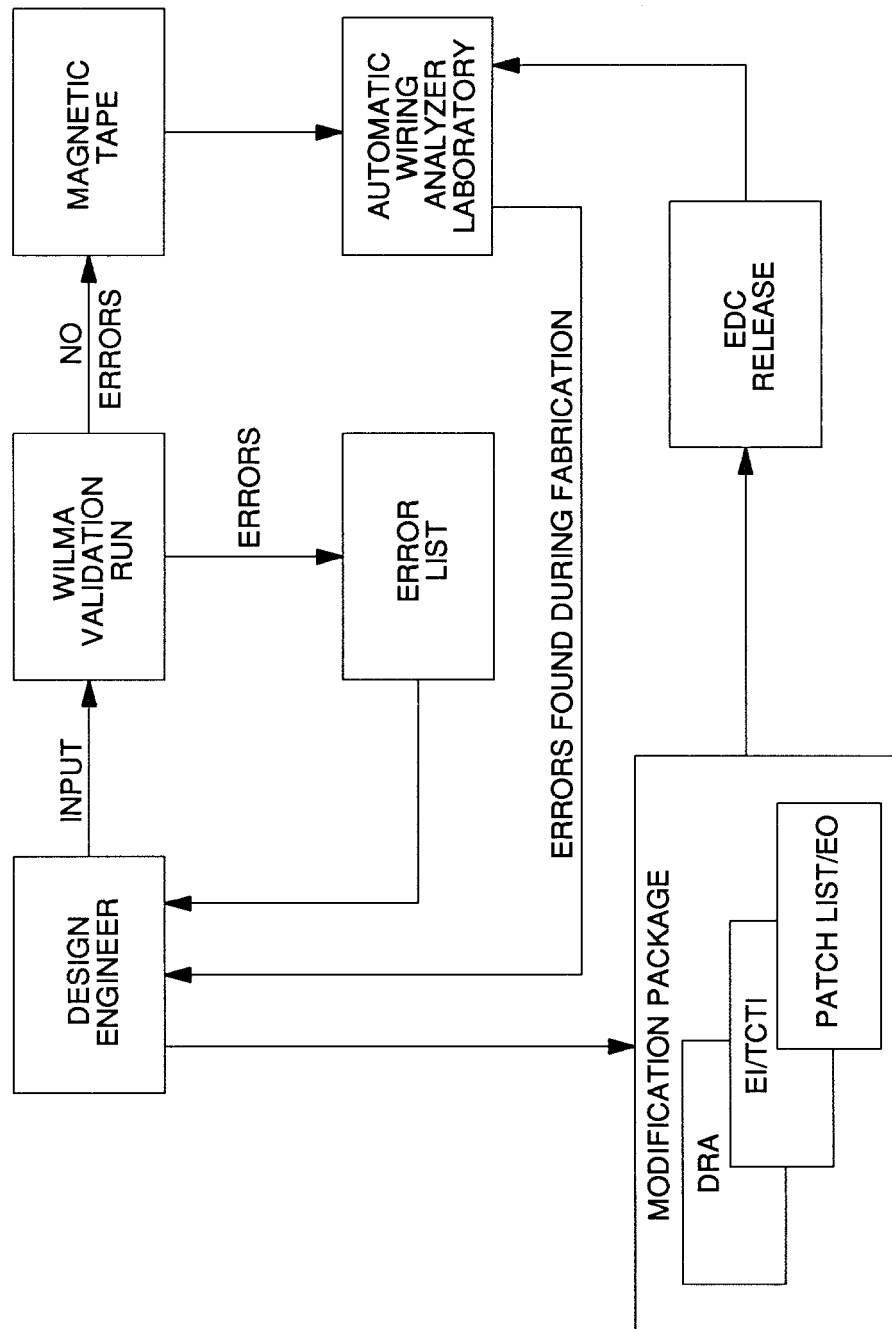 DESIGN
ENGINEER
INPUT
WILMA
VALIDATION
RUN
NO
ERRORS
MAGNETIC
TAPE
ERRORS
ERROR
LIST
AUTOMATIC
WIRING
ANALYZER
LABORATORY
ERRORS FOUND DURING FABRICATION
MODIFICATION PACKAGE
DRA
EI/TCTI
PATCH LIST/EO
EDC
RELEASE